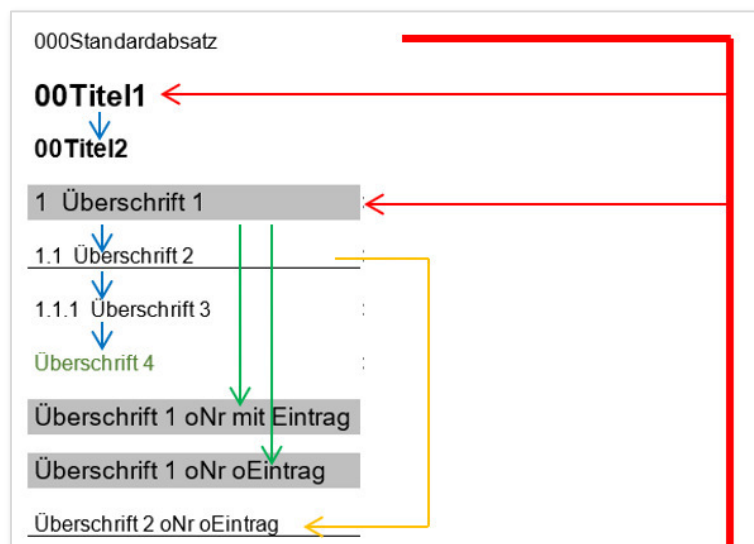 000Standardabsatz
00Titel1
00Titel2
1 Überschrift 1
1.1 Überschrift 2
1.1.1 Überschrift 3
Überschrift 4
Überschrift 1 oNr mit Eintrag
Überschrift 1 oNr oEintrag
Überschrift 2 oNr oEintrag